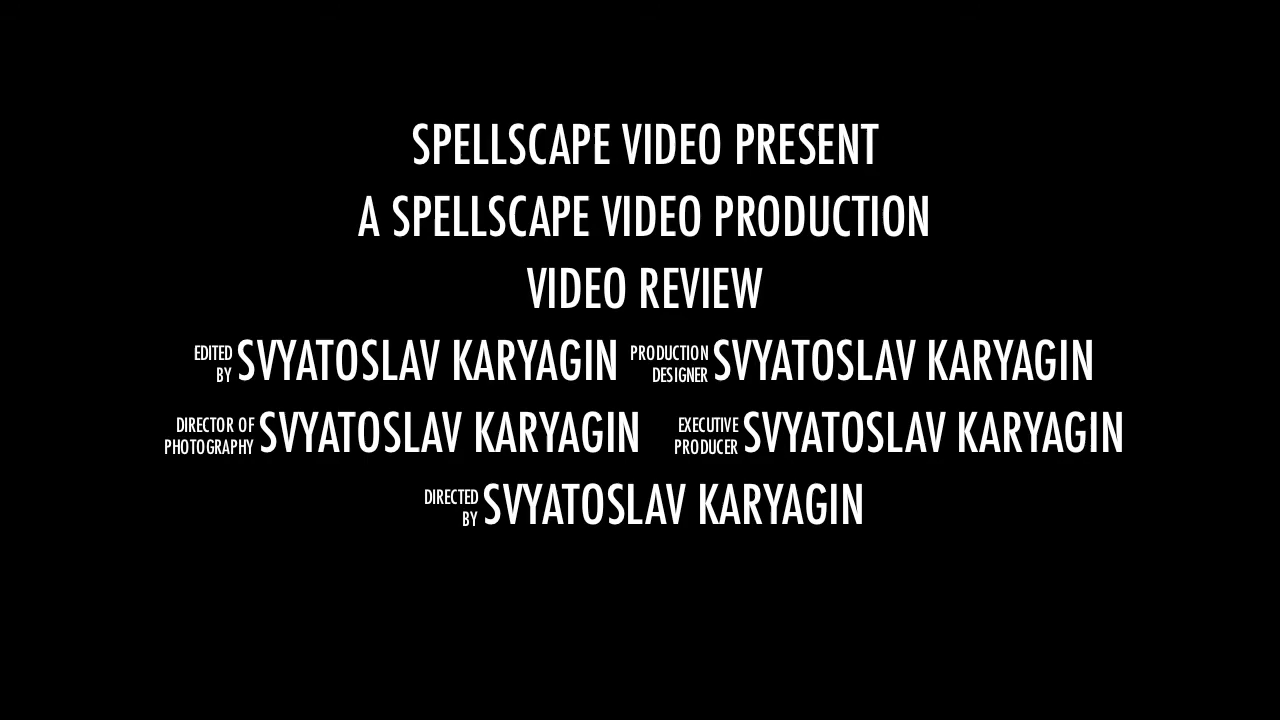 SPELLSCAPE VIDEO PRESENT
A SPELLSCAPE VIDEO PRODUCTION
VIDEO REVIEW
EDITED BY SVYATOSLAV KARYAGIN PRODUCTION DESIGNER SVYATOSLAV KARYAGIN
DIRECTOR OF PHOTOGRAPHY SVYATOSLAV KARYAGIN EXECUTIVE PRODUCER SVYATOSLAV KARYAGIN
DIRECTED BY SVYATOSLAV KARYAGIN